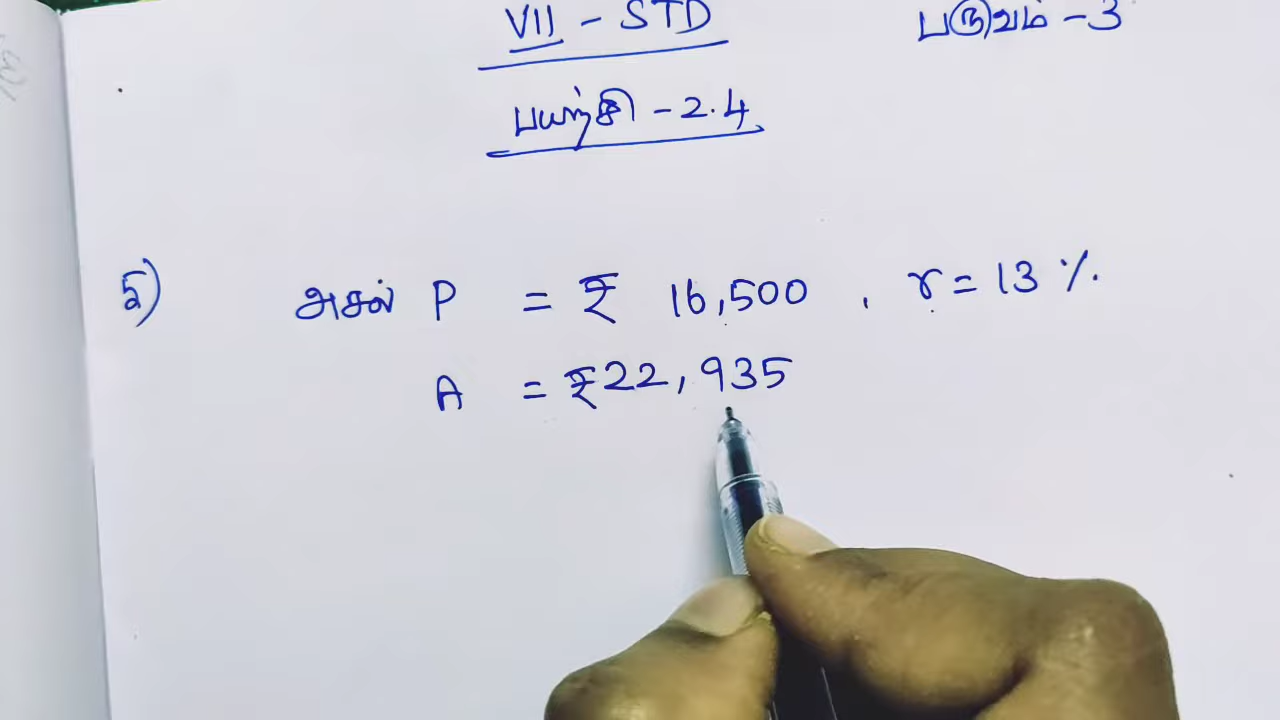 VII - STD
பருவம் - 3
பயிற்சி - 2.4
5) அசல் P = ₹ 16,500 , r = 13 %.
A = ₹22,935